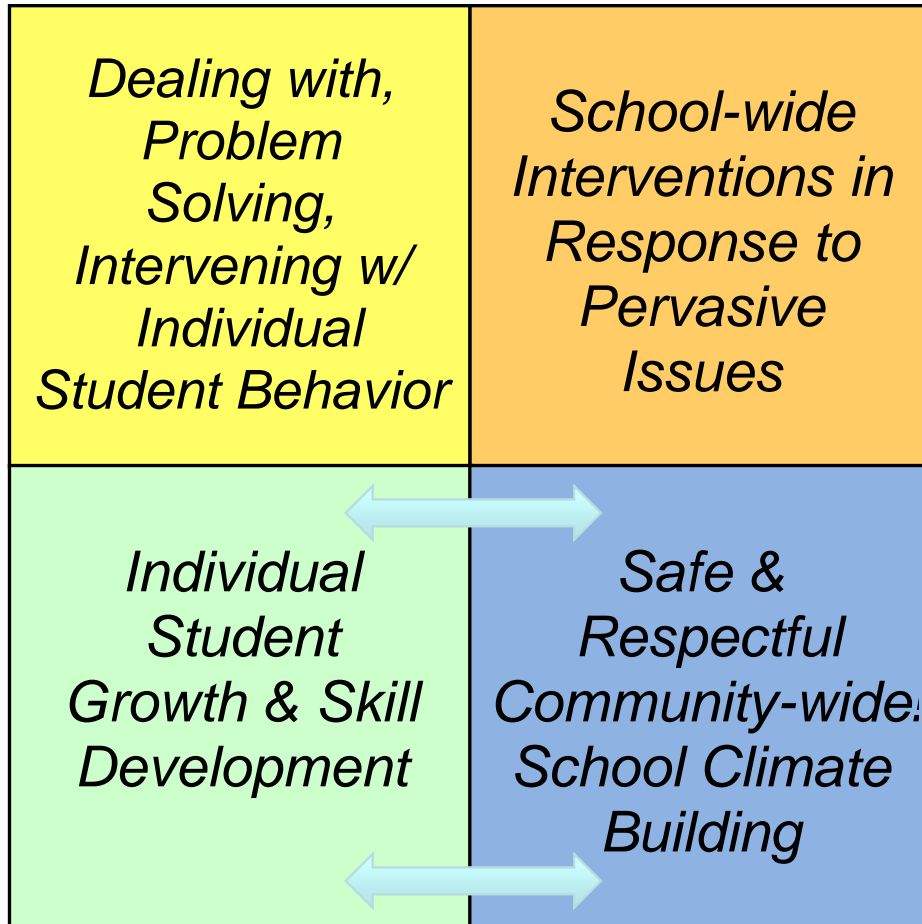 Dealing with,
Problem
Solving,
Intervening w/
Individual
Student Behavior
School-wide
Interventions in
Response to
Pervasive
Issues
Individual
Student
Growth & Skill
Development
Safe &
Respectful
Community-wide
School Climate
Building